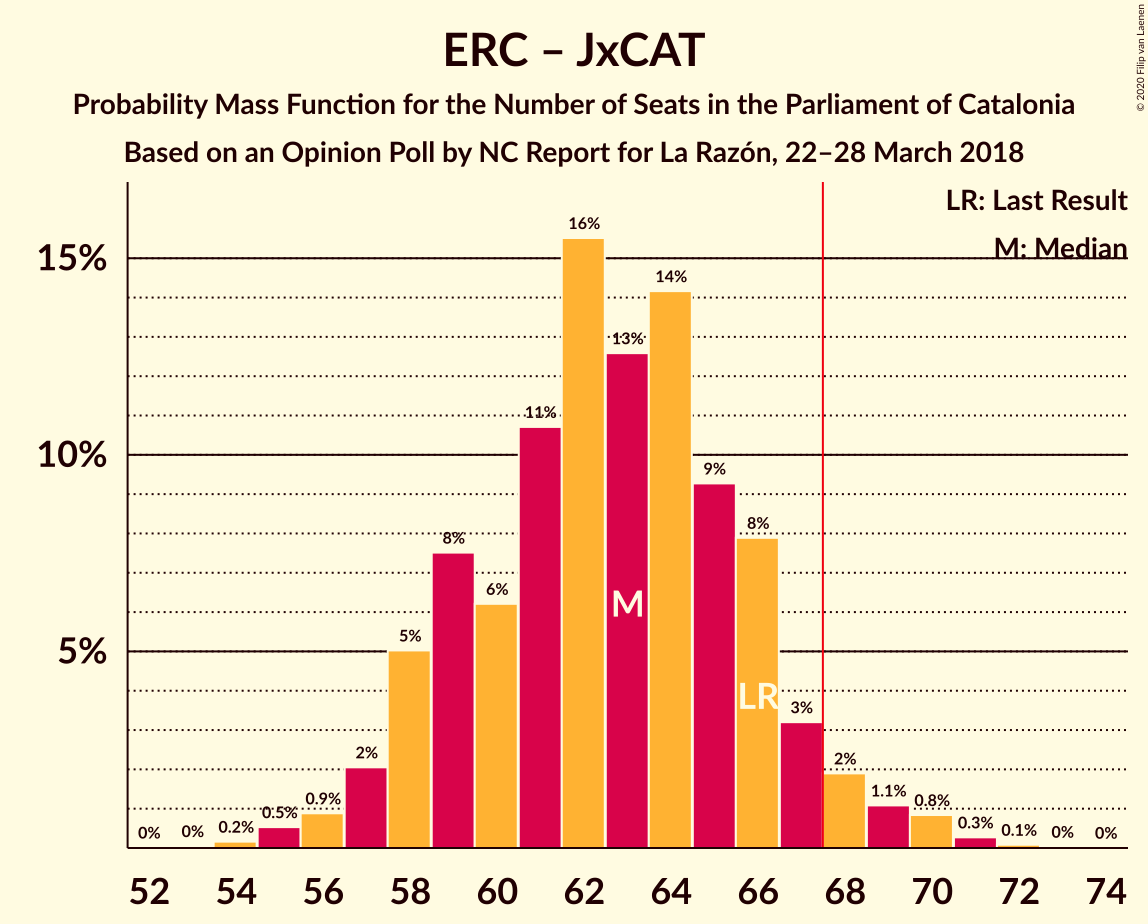 ERC – JxCAT
Probability Mass Function for the Number of Seats in the Parliament of Catalonia
Based on an Opinion Poll by NC Report for La Razón, 22–28 March 2018
© 2020 Filip van Laenen
LR: Last Result
M: Median
15%
10%
5%
0%
0%
0.2%
0.5%
0.9%
2%
5%
8%
6%
11%
16%
13%
14%
9%
8%
3%
2%
1.1%
0.8%
0.3%
0.1%
0%
0%
M
LR
52 54 56 58 60 62 64 66 68 70 72 74